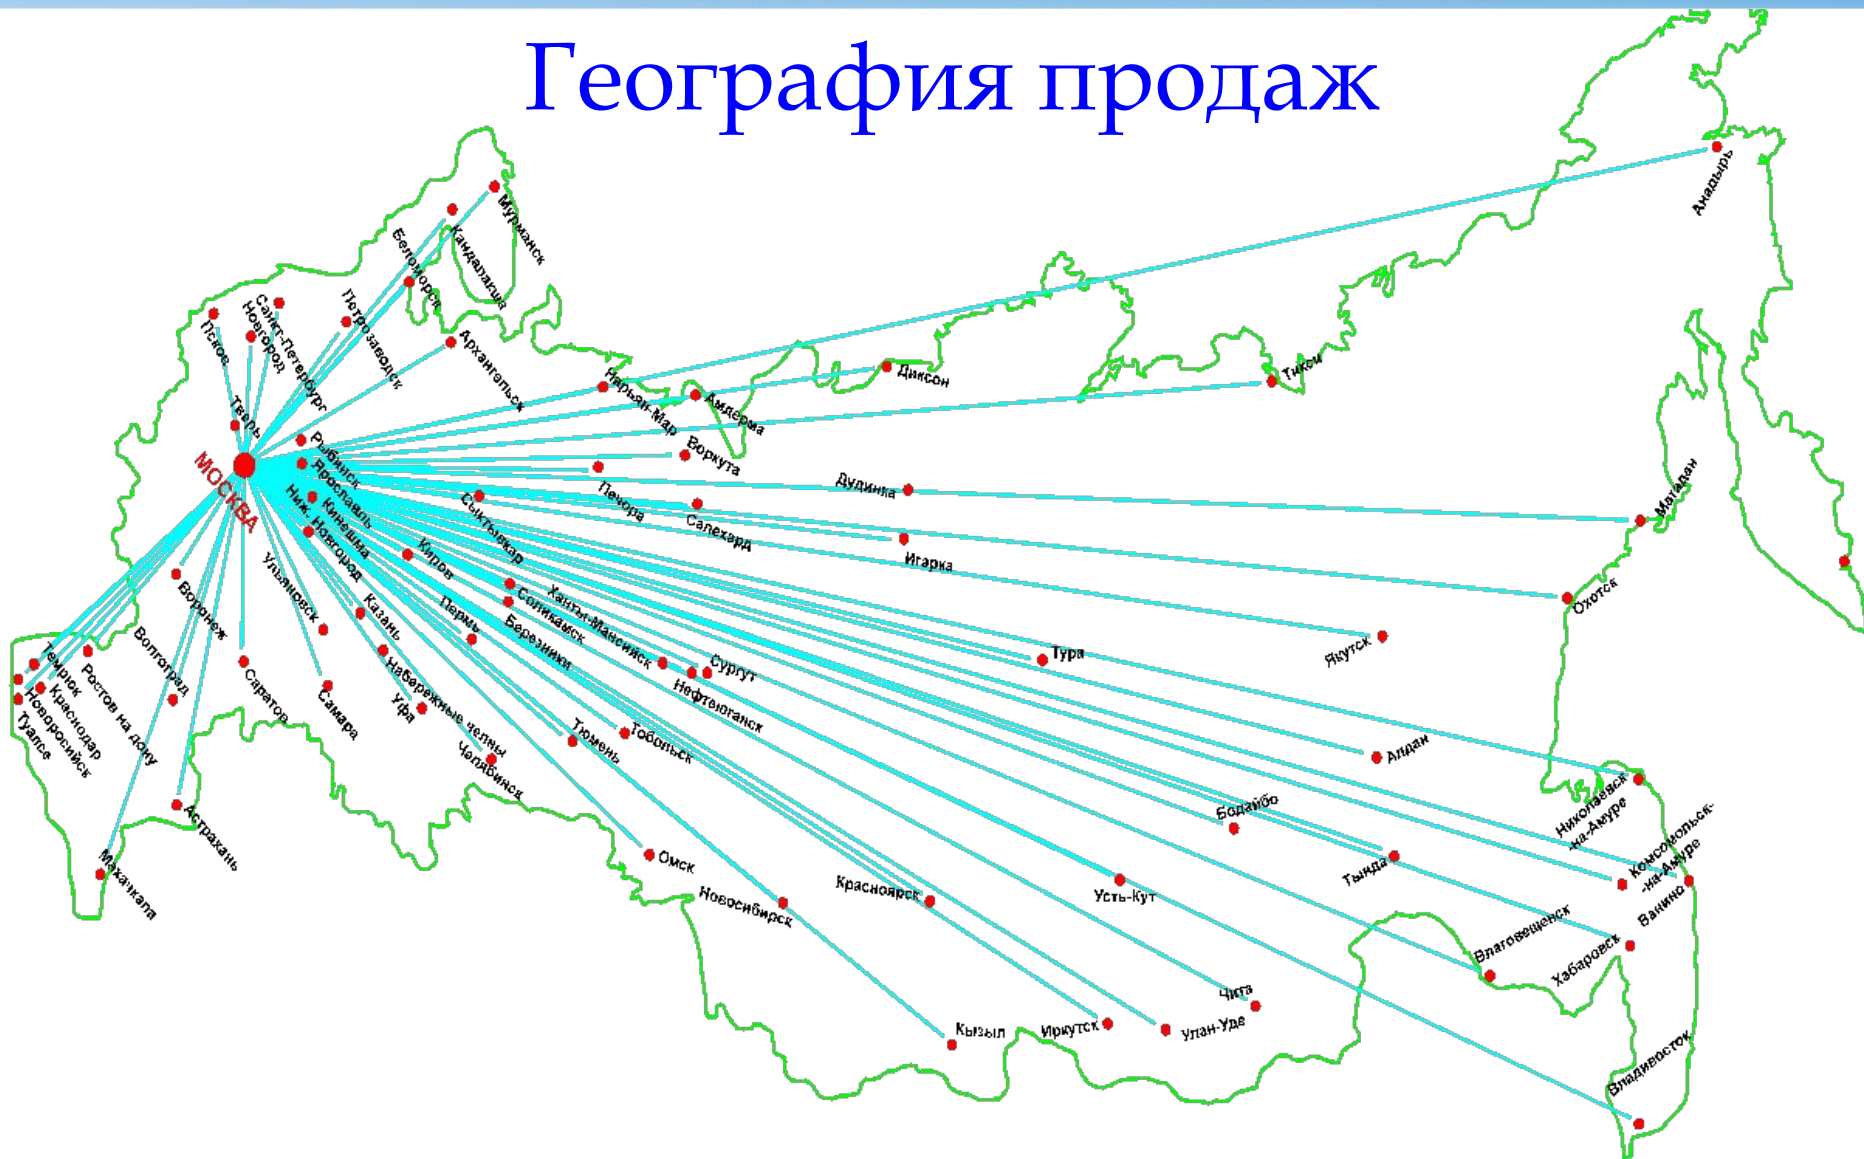 География продаж
Анадырь
Мурманск
Кандалакша
Беломорск
Петрозаводск
Санкт-Петербург
Новгород
Псков
Архангельск
Тверь
МОСКВА
Рыбинск
Ярославль
Кинешма
Ниж. Новгород
Нарьян-Мар
Амдерма
Диксон
Тикси
Воркута
Печора
Салехард
Дудинка
Игарка
Магадан
Охотск
Якутск
Сыктывкар
Киров
Соликамск
Березники
Пермь
Ханты-Мансийск
Сургут
Нефтеюганск
Тура
Алдан
Ульяновск
Казань
Набережные челны
Уфа
Челябинск
Самара
Саратов
Воронеж
Волгоград
Темрюк
Ростов на дону
Краснодар
Новоросийск
Туапсе
Астрахань
Махачкала
Тюмень
Тобольск
Омск
Новосибирск
Красноярск
Кызыл
Иркутск
Улан-Уде
Чита
Усть-Кут
Бодайбо
Тында
Николаевск
-на-Амуре
Комсомольск-
-на-Амуре
Ванино
Хабаровск
Влаговещенск
Владивосток